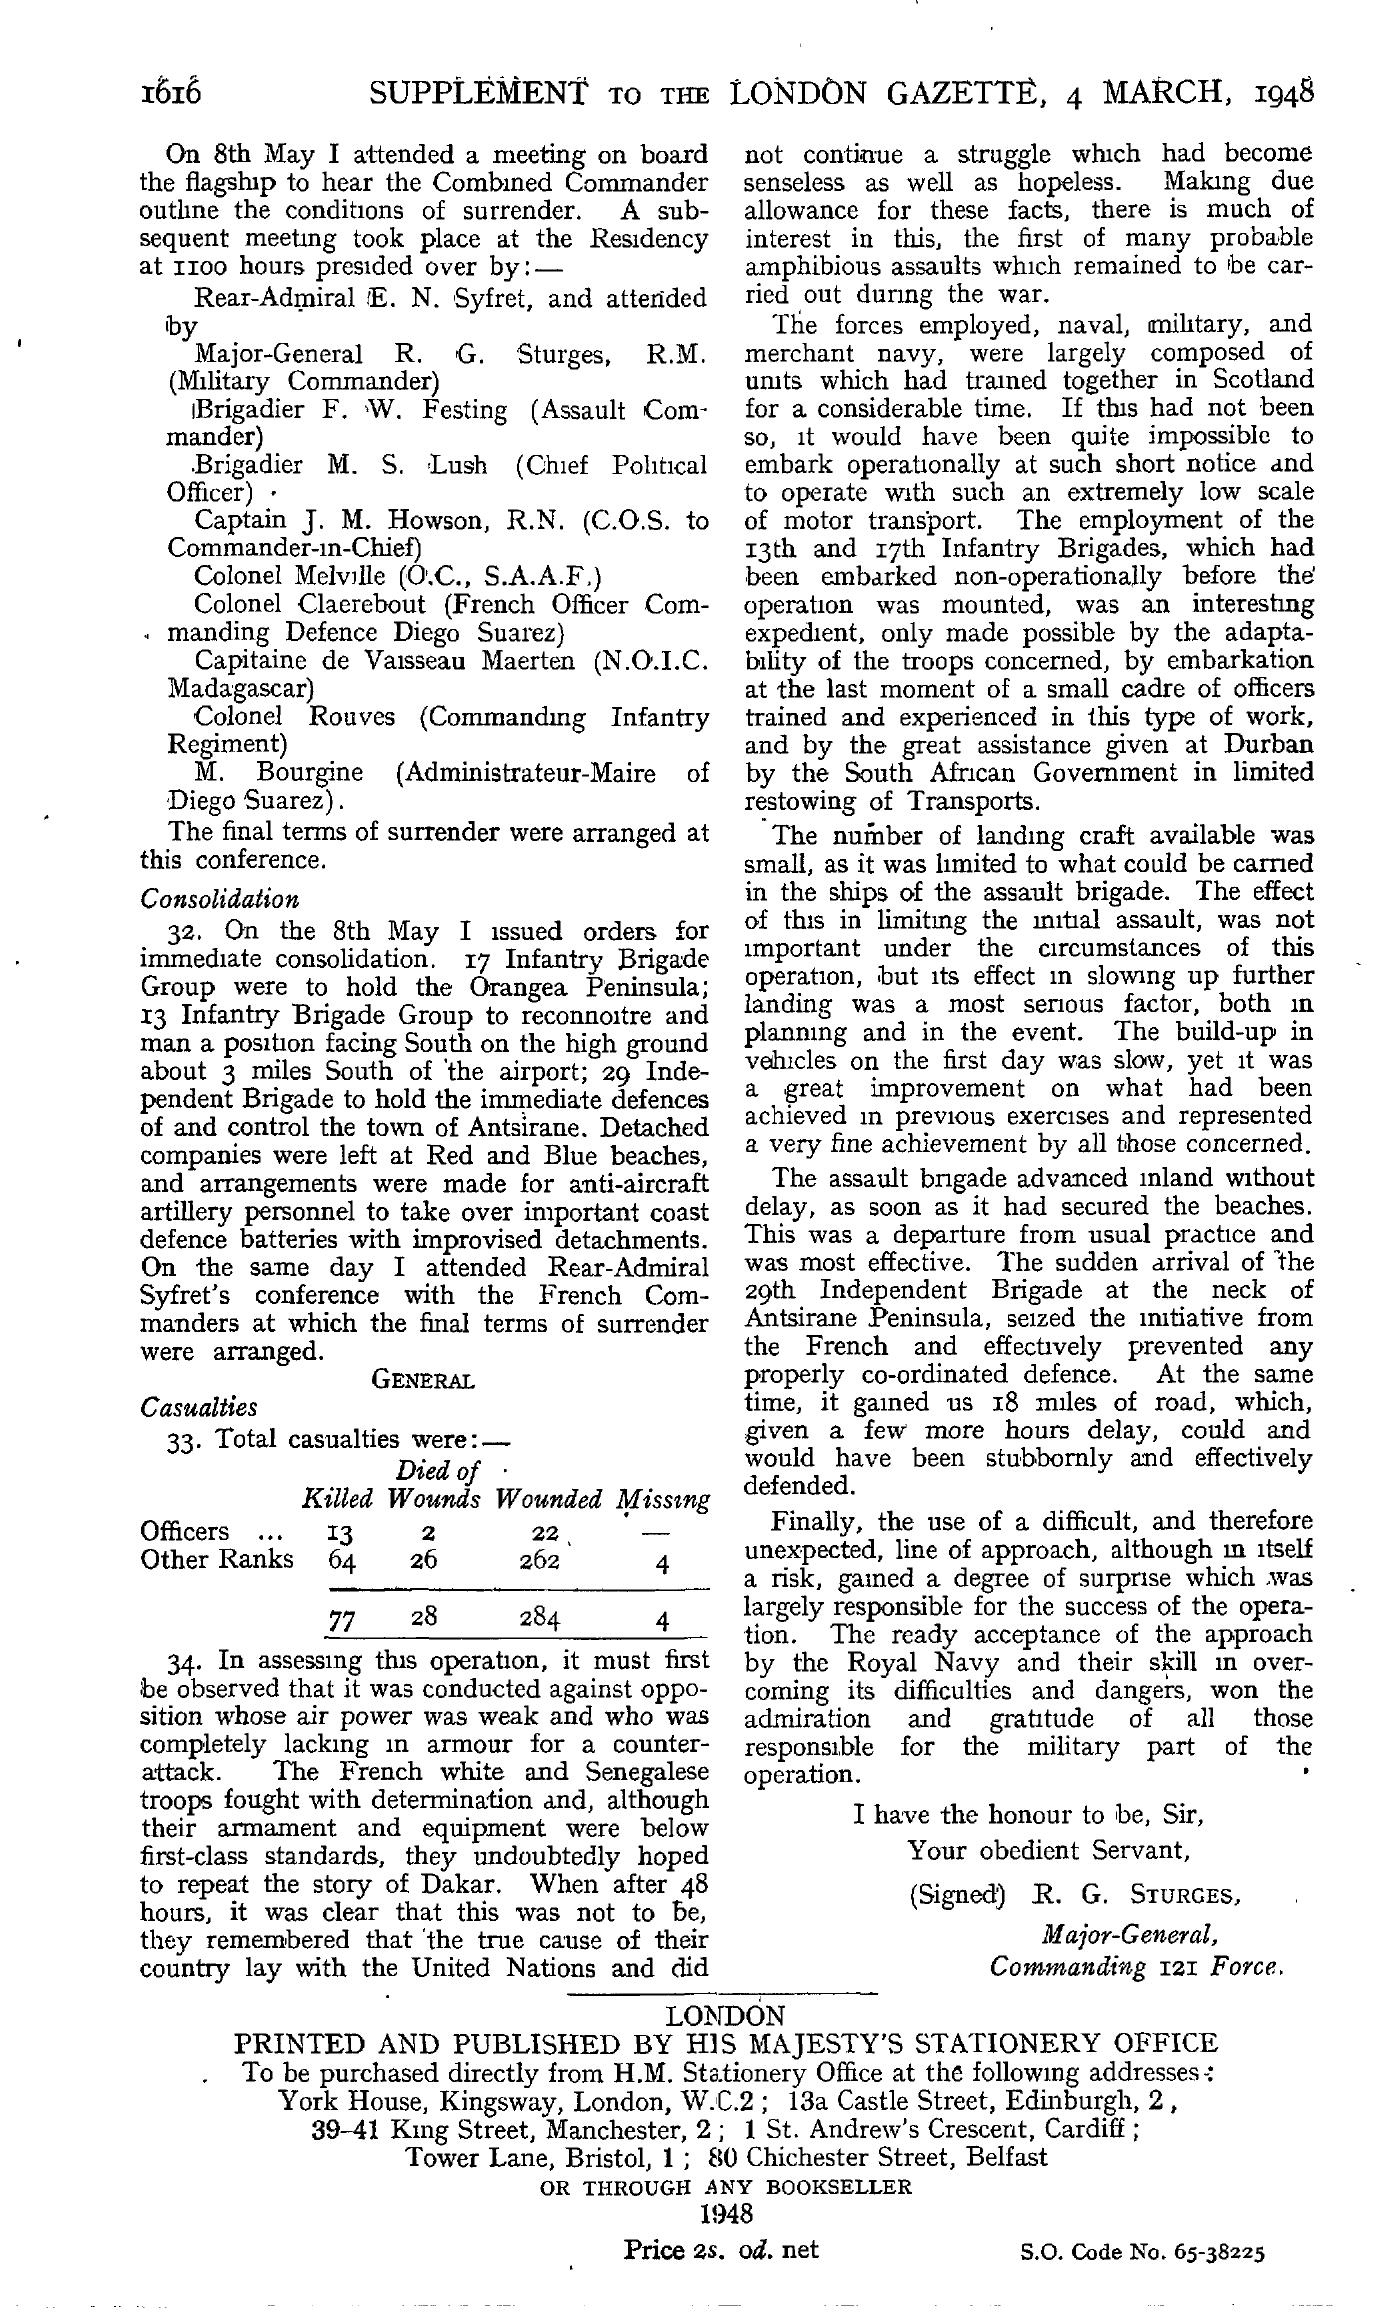 1616 SUPPLEMENT TO THE LONDON GAZETTE, 4 MARCH, 1948
On 8th May I attended a meeting on board
the flagship to hear the Combined Commander
outline the conditions of surrender. A sub-
sequent meeting took place at the Residency
at 1100 hours presided over by:—
Rear-Admiral E. N. Syfret, and attended
by
Major-General R. G. Sturges, R.M.
(Military Commander)
Brigadier F. W. Festing (Assault Com-
mander)
Brigadier M. S. Lush (Chief Political
Officer)
Captain J. M. Howson, R.N. (C.O.S. to
Commander-in-Chief)
Colonel Melville (O.C., S.A.A.F.)
Colonel Claerebout (French Officer Com-
manding Defence Diego Suarez)
Capitaine de Vaisseau Maerten (N.O.I.C.
Madagascar)
Colonel Rouves (Commanding Infantry
Regiment)
M. Bourgine (Administrateur-Maire of
Diego Suarez).
The final terms of surrender were arranged at
this conference.
Consolidation
32. On the 8th May I issued orders for
immediate consolidation. 17 Infantry Brigade
Group were to hold the Orangea Peninsula;
13 Infantry Brigade Group to reconnoitre and
man a position facing South on the high ground
about 3 miles South of the airport; 29 Inde-
pendent Brigade to hold the immediate defences
of and control the town of Antsirane. Detached
companies were left at Red and Blue beaches,
and arrangements were made for anti-aircraft
artillery personnel to take over important coast
defence batteries with improvised detachments.
On the same day I attended Rear-Admiral
Syfret's conference with the French Com-
manders at which the final terms of surrender
were arranged.
GENERAL
Casualties
33. Total casualties were:—
Died of
Killed Wounds Wounded Missing
Officers ... 13 2 22 —
Other Ranks 64 26 262 4
77 28 284 4
34. In assessing this operation, it must first
be observed that it was conducted against oppo-
sition whose air power was weak and who was
completely lacking in armour for a counter-
attack. The French white and Senegalese
troops fought with determination and, although
their armament and equipment were below
first-class standards, they undoubtedly hoped
to repeat the story of Dakar. When after 48
hours, it was clear that this was not to be,
they remembered that the true cause of their
country lay with the United Nations and did
not continue a struggle which had become
senseless as well as hopeless. Making due
allowance for these facts, there is much of
interest in this, the first of many probable
amphibious assaults which remained to be car-
ried out during the war.
The forces employed, naval, military, and
merchant navy, were largely composed of
units which had trained together in Scotland
for a considerable time. If this had not been
so, it would have been quite impossible to
embark operationally at such short notice and
to operate with such an extremely low scale
of motor transport. The employment of the
13th and 17th Infantry Brigades, which had
been embarked non-operationally before the
operation was mounted, was an interesting
expedient, only made possible by the adapta-
bility of the troops concerned, by embarkation
at the last moment of a small cadre of officers
trained and experienced in this type of work,
and by the great assistance given at Durban
by the South African Government in limited
restowing of Transports.
The number of landing craft available was
small, as it was limited to what could be carried
in the ships of the assault brigade. The effect
of this in limiting the initial assault, was not
important under the circumstances of this
operation, but its effect in slowing up further
landing was a most serious factor, both in
planning and in the event. The build-up in
vehicles on the first day was slow, yet it was
a great improvement on what had been
achieved in previous exercises and represented
a very fine achievement by all those concerned.
The assault brigade advanced inland without
delay, as soon as it had secured the beaches.
This was a departure from usual practice and
was most effective. The sudden arrival of the
29th Independent Brigade at the neck of
Antsirane Peninsula, seized the initiative from
the French and effectively prevented any
properly co-ordinated defence. At the same
time, it gained us 18 miles of road, which,
given a few more hours delay, could and
would have been stubbornly and effectively
defended.
Finally, the use of a difficult, and therefore
unexpected, line of approach, although in itself
a risk, gained a degree of surprise which was
largely responsible for the success of the opera-
tion. The ready acceptance of the approach
by the Royal Navy and their skill in over-
coming its difficulties and dangers, won the
admiration and gratitude of all those
responsible for the military part of the
operation.
I have the honour to be, Sir,
Your obedient Servant,
(Signed) R. G. STURGES,
Major-General,
Commanding 121 Force.
LONDON
PRINTED AND PUBLISHED BY HIS MAJESTY'S STATIONERY OFFICE
To be purchased directly from H.M. Stationery Office at the following addresses:
York House, Kingsway, London, W.C.2; 13a Castle Street, Edinburgh, 2,
39–41 King Street, Manchester, 2; 1 St. Andrew's Crescent, Cardiff;
Tower Lane, Bristol, 1; 80 Chichester Street, Belfast
OR THROUGH ANY BOOKSELLER
1948
Price 2s. 0d. net
S.O. Code No. 65-38225